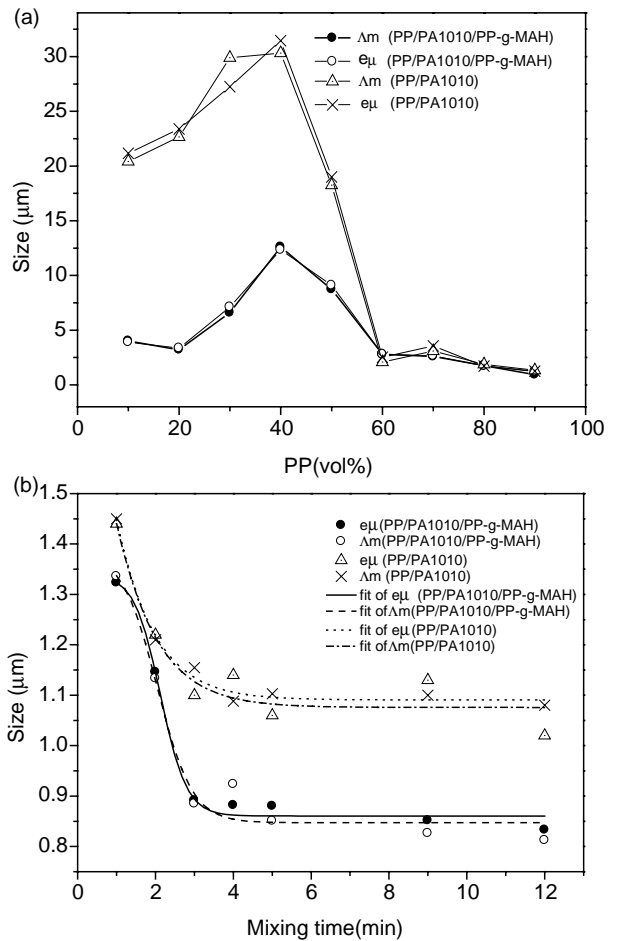 (a)
Λm (PP/PA1010/PP-g-MAH)
eμ (PP/PA1010/PP-g-MAH)
Λm (PP/PA1010)
eμ (PP/PA1010)
30
25
20
15
10
5
0
Size (μm)
0 20 40 60 80 100
PP(vol%)
(b)
eμ(PP/PA1010/PP-g-MAH)
Λm(PP/PA1010/PP-g-MAH)
eμ (PP/PA1010)
Λm (PP/PA1010)
fit of eμ (PP/PA1010/PP-g-MAH)
fit of Λm(PP/PA1010/PP-g-MAH)
fit of eμ (PP/PA1010)
fit of Λm(PP/PA1010)
1.5
1.4
1.3
1.2
1.1
1.0
0.9
0.8
Size (μm)
0 2 4 6 8 10 12
Mixing time(min)